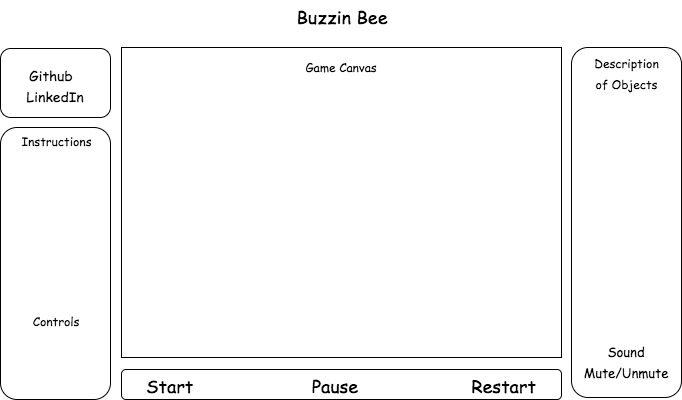 Buzzin Bee
Github
LinkedIn
Instructions
Controls
Game Canvas
Start Pause Restart
Description
of Objects
Sound
Mute/Unmute